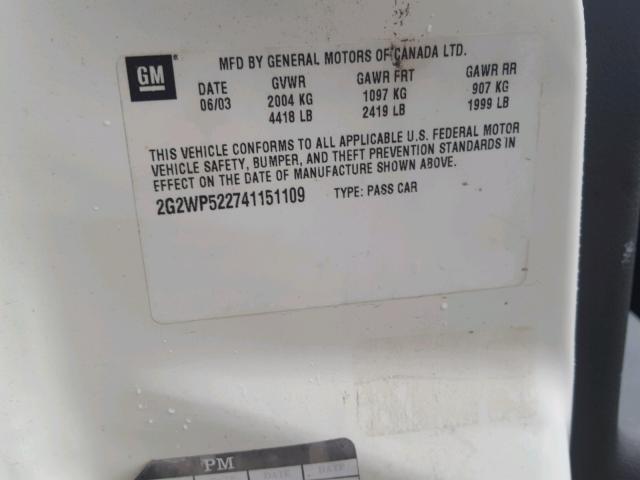 GM
MFD BY GENERAL MOTORS OF CANADA LTD.
DATE GVWR GAWR FRT GAWR RR
06/03 2004 KG 1097 KG 907 KG
4418 LB 2419 LB 1999 LB
THIS VEHICLE CONFORMS TO ALL APPLICABLE U.S. FEDERAL MOTOR
VEHICLE SAFETY, BUMPER, AND THEFT PREVENTION STANDARDS IN
EFFECT ON THE DATE OF MANUFACTURE SHOWN ABOVE.
2G2WP522741151109 TYPE: PASS CAR
PM
DATE DATE